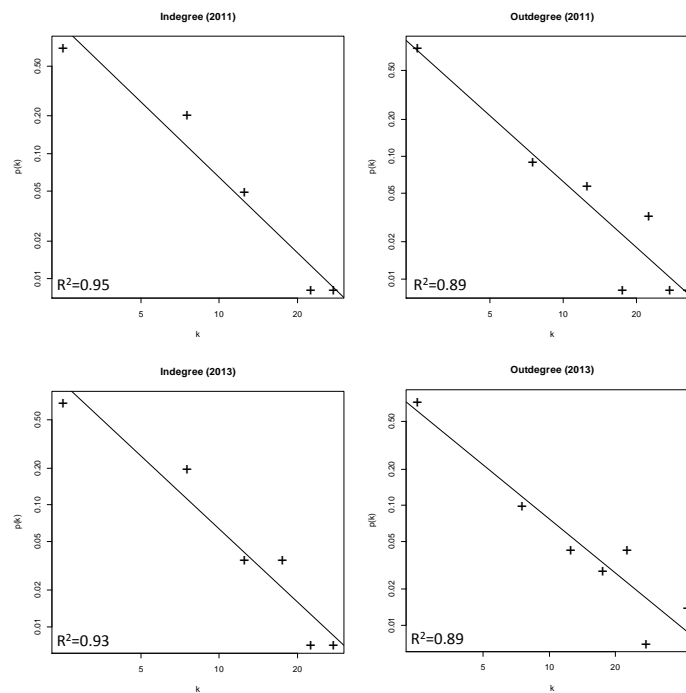 Indegree (2011)
p(k)
0.50
0.20
0.10
0.05
0.02
0.01
R²=0.95
5 10 20
k
Outdegree (2011)
p(k)
0.50
0.20
0.10
0.05
0.02
0.01
R²=0.89
5 10 20
k
Indegree (2013)
p(k)
0.50
0.20
0.10
0.05
0.02
0.01
R²=0.93
5 10 20
k
Outdegree (2013)
p(k)
0.50
0.20
0.10
0.05
0.02
0.01
R²=0.89
5 10 20
k